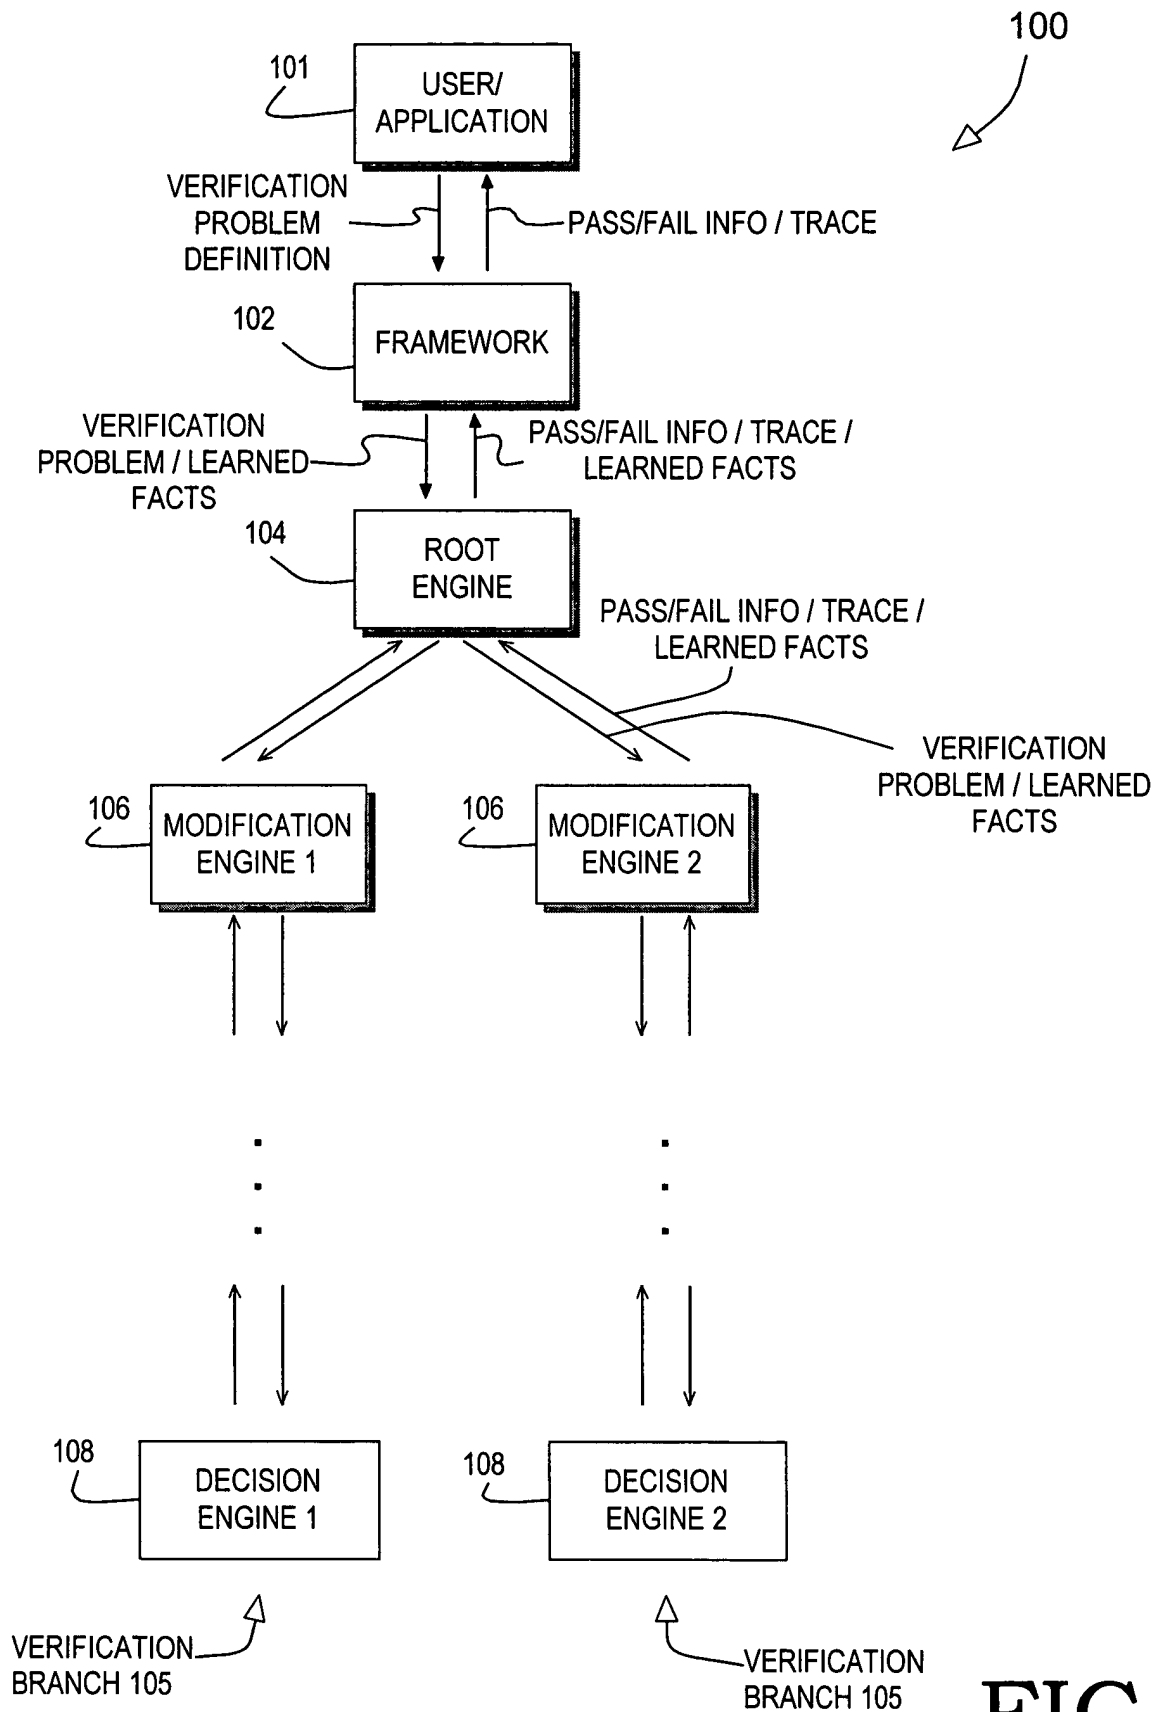 100
101
USER/
APPLICATION
VERIFICATION
PROBLEM
DEFINITION
PASS/FAIL INFO / TRACE
102
FRAMEWORK
VERIFICATION
PROBLEM / LEARNED
FACTS
PASS/FAIL INFO / TRACE /
LEARNED FACTS
104
ROOT
ENGINE
PASS/FAIL INFO / TRACE /
LEARNED FACTS
VERIFICATION
PROBLEM / LEARNED
FACTS
106
MODIFICATION
ENGINE 1
106
MODIFICATION
ENGINE 2
108
DECISION
ENGINE 1
108
DECISION
ENGINE 2
VERIFICATION
BRANCH 105
VERIFICATION
BRANCH 105